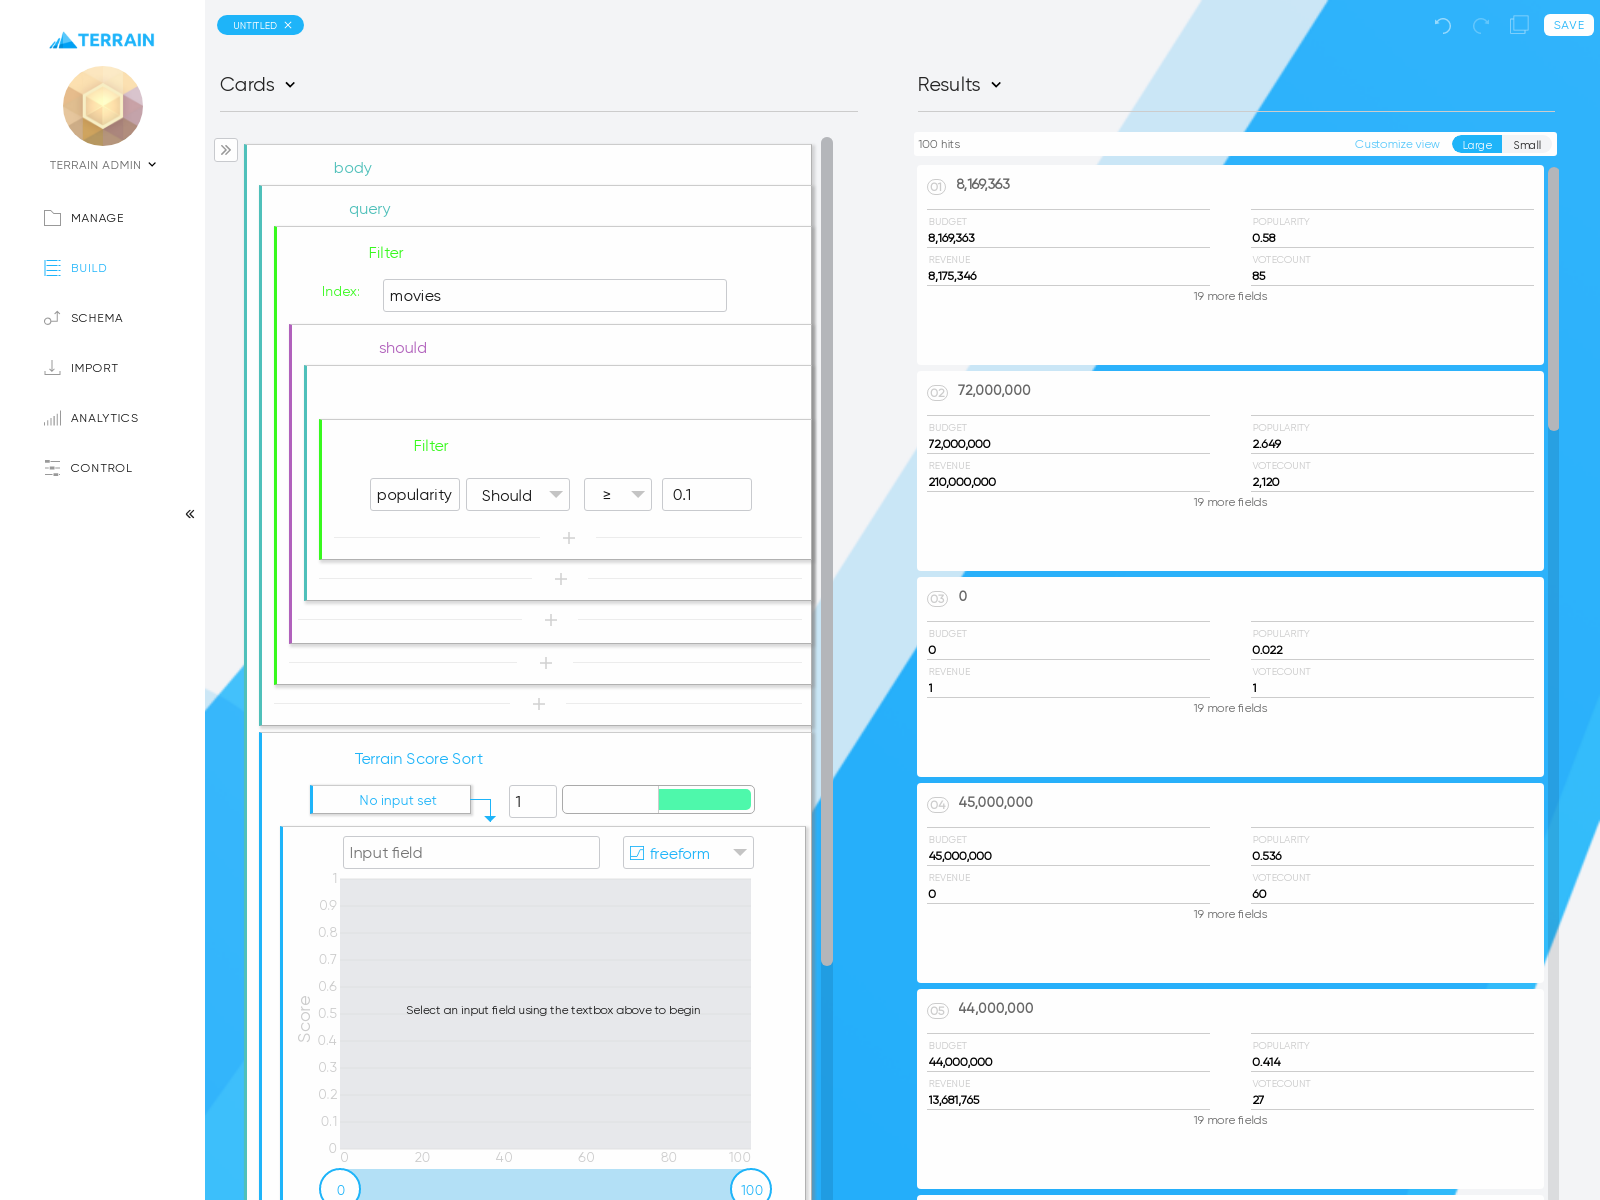 TERRAIN
TERRAIN ADMIN
MANAGE
BUILD
SCHEMA
IMPORT
ANALYTICS
CONTROL
UNTITLED
SAVE
Cards
body
query
Filter
Index: movies
should
Filter
popularity Should ≥ 0.1
Terrain Score Sort
No input set 1
Input field freeform
1
0.9
0.8
0.7
0.6
0.5
0.4
0.3
0.2
0.1
0
Score
Select an input field using the textbox above to begin
0 20 40 60 80 100
0 100
Results
100 hits Customize view Large Small
01 8,169,363
BUDGET POPULARITY
8,169,363 0.58
REVENUE VOTECOUNT
8,175,346 85
19 more fields
02 72,000,000
BUDGET POPULARITY
72,000,000 2.649
REVENUE VOTECOUNT
210,000,000 2,120
19 more fields
03 0
BUDGET POPULARITY
0 0.022
REVENUE VOTECOUNT
1 1
19 more fields
04 45,000,000
BUDGET POPULARITY
45,000,000 0.536
REVENUE VOTECOUNT
0 60
19 more fields
05 44,000,000
BUDGET POPULARITY
44,000,000 0.414
REVENUE VOTECOUNT
13,681,765 27
19 more fields